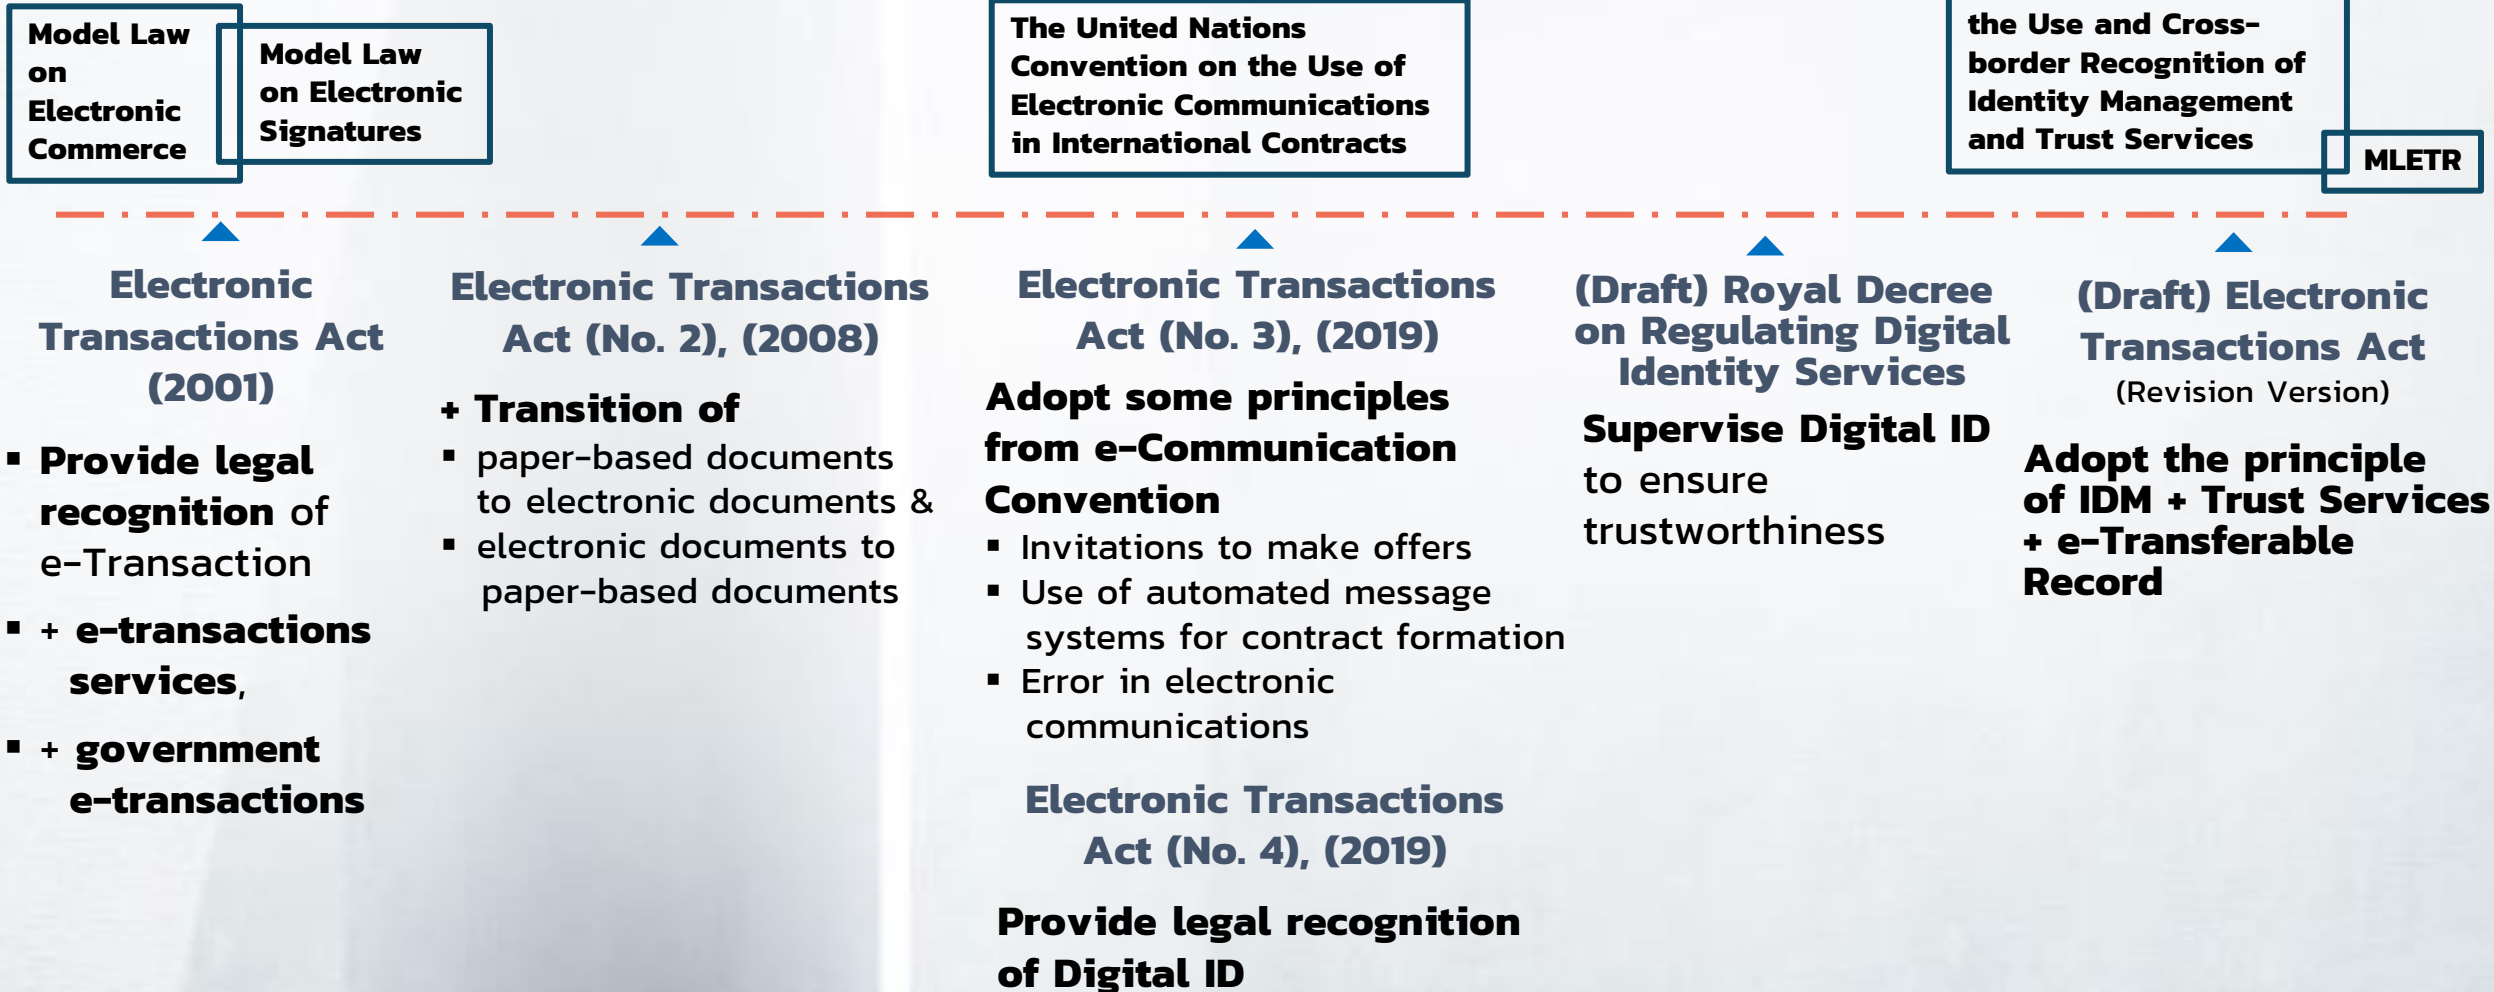 Model Law
on
Electronic
Commerce
Model Law
on Electronic
Signatures
The United Nations
Convention on the Use of
Electronic Communications
in International Contracts
the Use and Cross-
border Recognition of
Identity Management
and Trust Services
MLETR
Electronic
Transactions Act
(2001)
▪ Provide legal
recognition of
e-Transaction
▪ + e-transactions
services,
▪ + government
e-transactions
Electronic Transactions
Act (No. 2), (2008)
+ Transition of
▪ paper-based documents
to electronic documents &
▪ electronic documents to
paper-based documents
Electronic Transactions
Act (No. 3), (2019)
Adopt some principles
from e-Communication
Convention
▪ Invitations to make offers
▪ Use of automated message
systems for contract formation
▪ Error in electronic
communications
Electronic Transactions
Act (No. 4), (2019)
Provide legal recognition
of Digital ID
(Draft) Royal Decree
on Regulating Digital
Identity Services
Supervise Digital ID
to ensure
trustworthiness
(Draft) Electronic
Transactions Act
(Revision Version)
Adopt the principle
of IDM + Trust Services
+ e-Transferable
Record